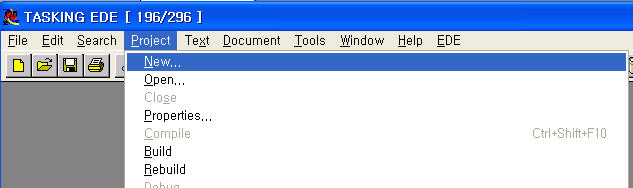 TASKING EDE [ 196/296 ]
File Edit Search Project Text Document Tools Window Help EDE
New...
Open...
Close
Properties...
Compile Ctrl+Shift+F10
Build
Rebuild
Debug